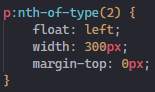 p:nth-of-type(2) {
    float: left;
    width: 300px;
    margin-top: 0px;
}